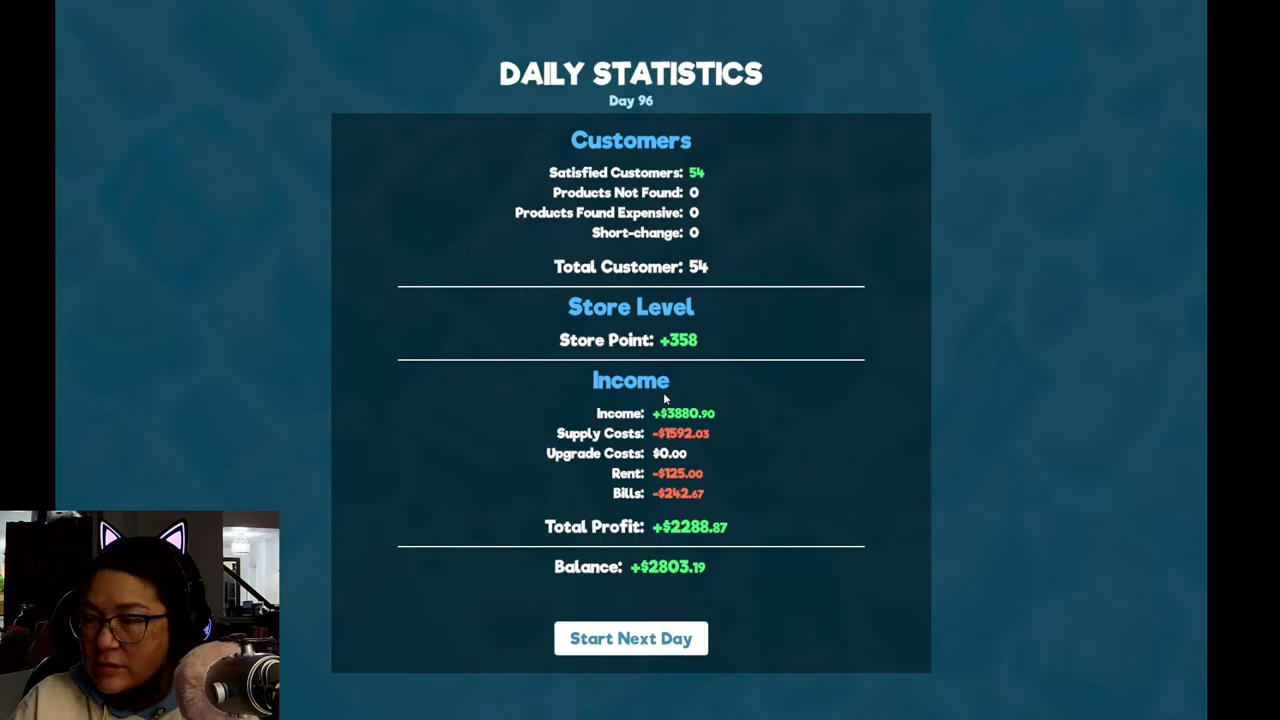 DAILY STATISTICS
Day 96
Customers
Satisfied Customers: 54
Products Not Found: 0
Products Found Expensive: 0
Short-change: 0
Total Customer: 54
Store Level
Store Point: +358
Income
Income: +$3880.90
Supply Costs: -$1592.03
Upgrade Costs: $0.00
Rent: -$125.00
Bills: -$242.67
Total Profit: +$2288.87
Balance: +$2803.19
Start Next Day